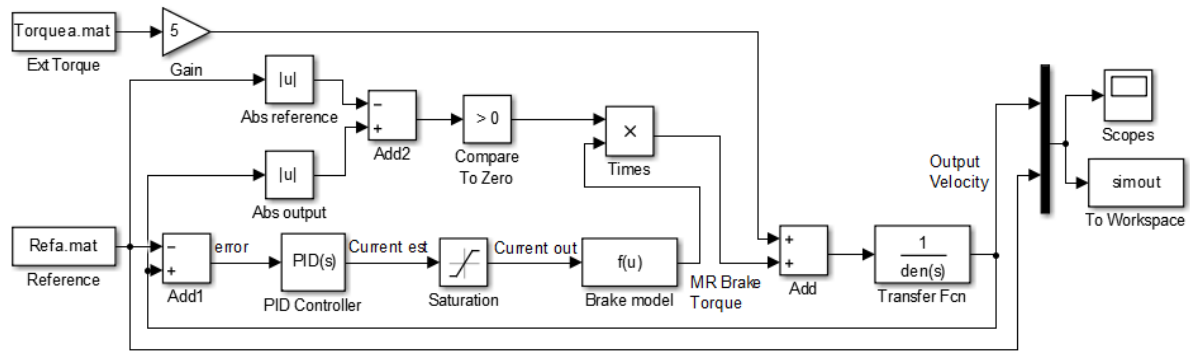 Torquea.mat
Ext Torque
5
Gain
|u|
Abs reference
|u|
Abs output
−
+
Add2
> 0
Compare
To Zero
×
Times
Refa.mat
Reference
−
+
Add1
error
PID(s)
PID Controller
Current est
Saturation
Current out
f(u)
Brake model
MR Brake
Torque
+
+
Add
1
den(s)
Transfer Fcn
Output
Velocity
Scopes
simout
To Workspace